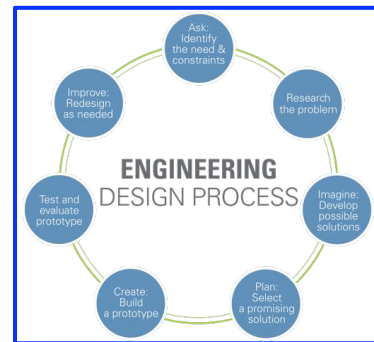 Ask:
Identify
the need &
constraints
Research
the problem
Imagine:
Develop
possible
solutions
Plan:
Select
a promising
solution
Create:
Build
a prototype
Test and
evaluate
prototype
Improve:
Redesign
as needed
ENGINEERING
DESIGN PROCESS